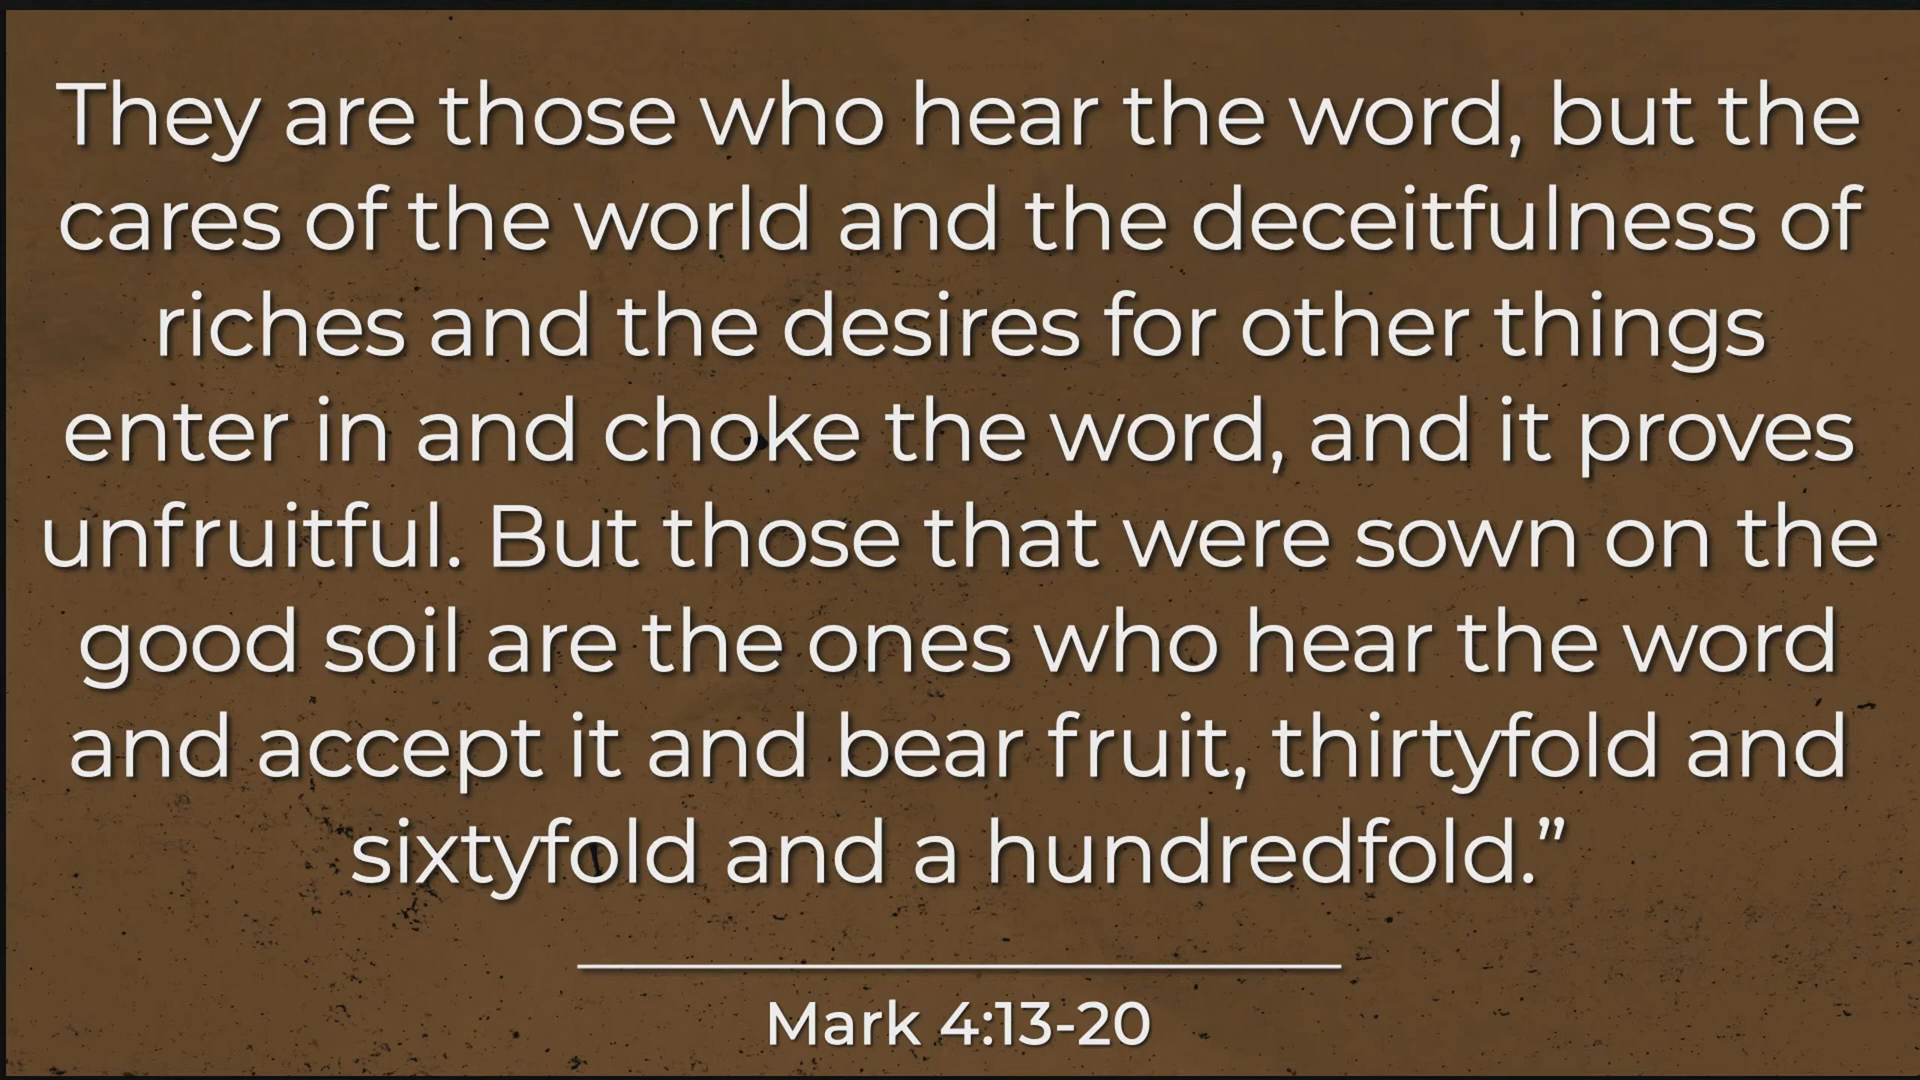 They are those who hear the word, but the
cares of the world and the deceitfulness of
riches and the desires for other things
enter in and choke the word, and it proves
unfruitful. But those that were sown on the
good soil are the ones who hear the word
and accept it and bear fruit, thirtyfold and
sixtyfold and a hundredfold.”
Mark 4:13-20